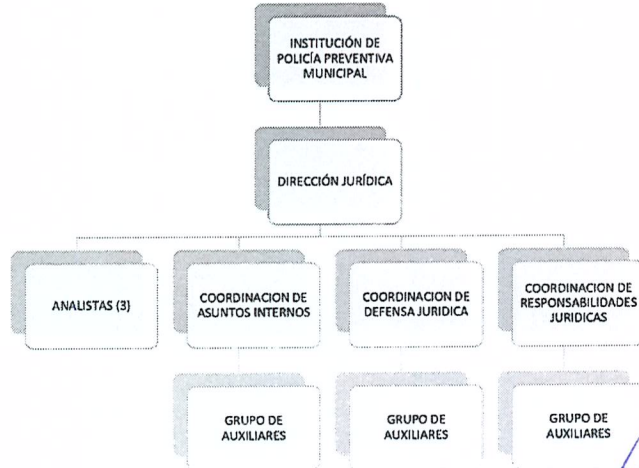 INSTITUCIÓN DE
POLICÍA PREVENTIVA
MUNICIPAL
DIRECCIÓN JURÍDICA
ANALISTAS (3)
COORDINACION DE
ASUNTOS INTERNOS
COORDINACION DE
DEFENSA JURIDICA
COORDINACION DE
RESPONSABILIDADES
JURIDICAS
GRUPO DE
AUXILIARES
GRUPO DE
AUXILIARES
GRUPO DE
AUXILIARES